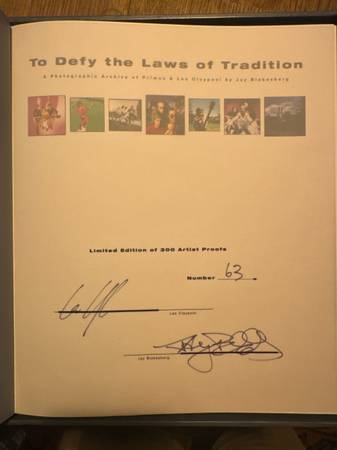 To Defy the Laws of Tradition
A Photographic Archive of Primus & Les Claypool by Jay Blakesberg
Limited Edition of 300 Artist Proofs
Number 63
Les Claypool
Jay Blakesberg